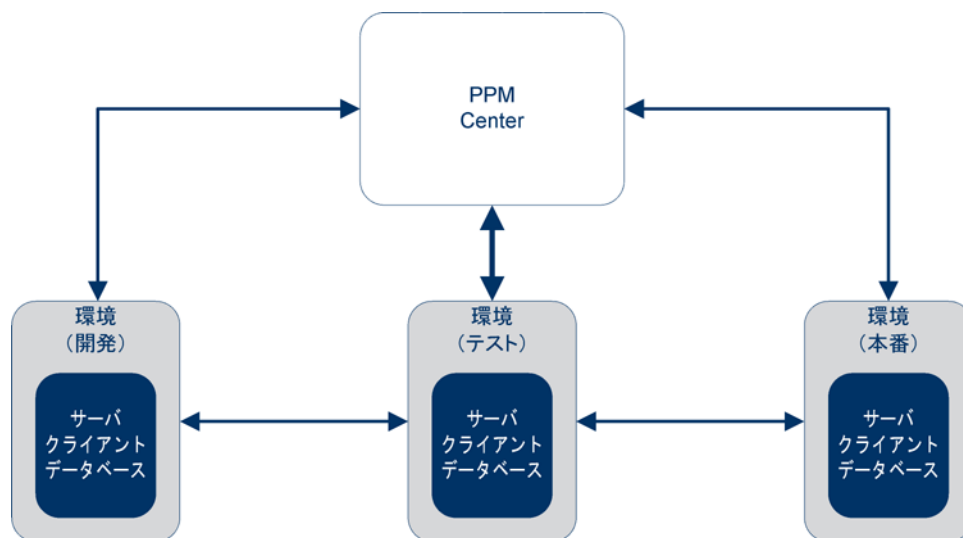 PPM
Center
環境
（開発）
サーバ
クライアント
データベース
環境
（テスト）
サーバ
クライアント
データベース
環境
（本番）
サーバ
クライアント
データベース